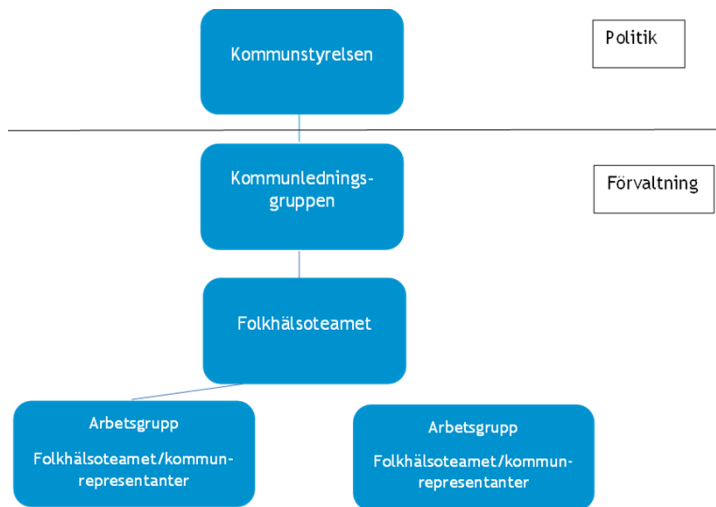 Kommunstyrelsen
Politik
Kommunlednings-
gruppen
Förvaltning
Folkhälsoteamet
Arbetsgrupp
Folkhälsoteamet/kommun-
representanter
Arbetsgrupp
Folkhälsoteamet/kommun-
representanter